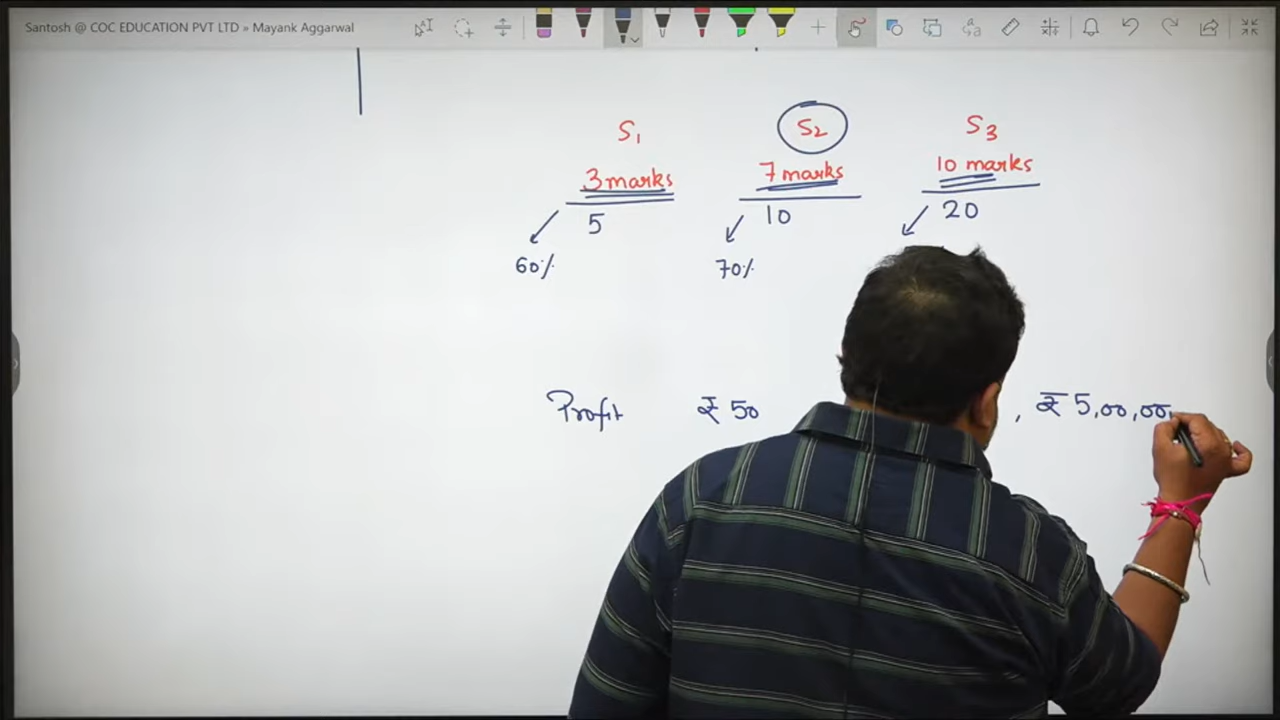 Santosh @ COC EDUCATION PVT LTD » Mayank Aggarwal
S1 S2 S3
3 marks 7 marks 10 marks
5 10 20
60% 70%
Profit ₹ 50 , ₹ 5,00,00